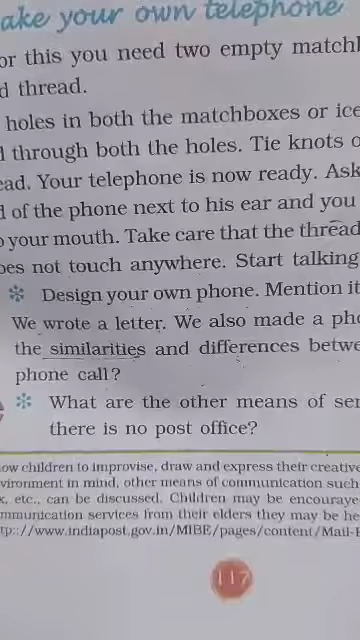 ake your own telephone
or this you need two empty matchb
d thread.
holes in both the matchboxes or ice
d through both the holes. Tie knots o
ead. Your telephone is now ready. Ask
d of the phone next to his ear and you
o your mouth. Take care that the thread
oes not touch anywhere. Start talking
* Design your own phone. Mention it
We wrote a letter. We also made a pho
the similarities and differences betwe
phone call?
* What are the other means of sen
there is no post office?
ow children to improvise, draw and express their creative
vironment in mind, other means of communication such
x, etc., can be discussed. Children may be encourage
mmunication services from their elders they may be he
tp://www.indiapost.gov.in/MIBE/pages/content/Mail-
117